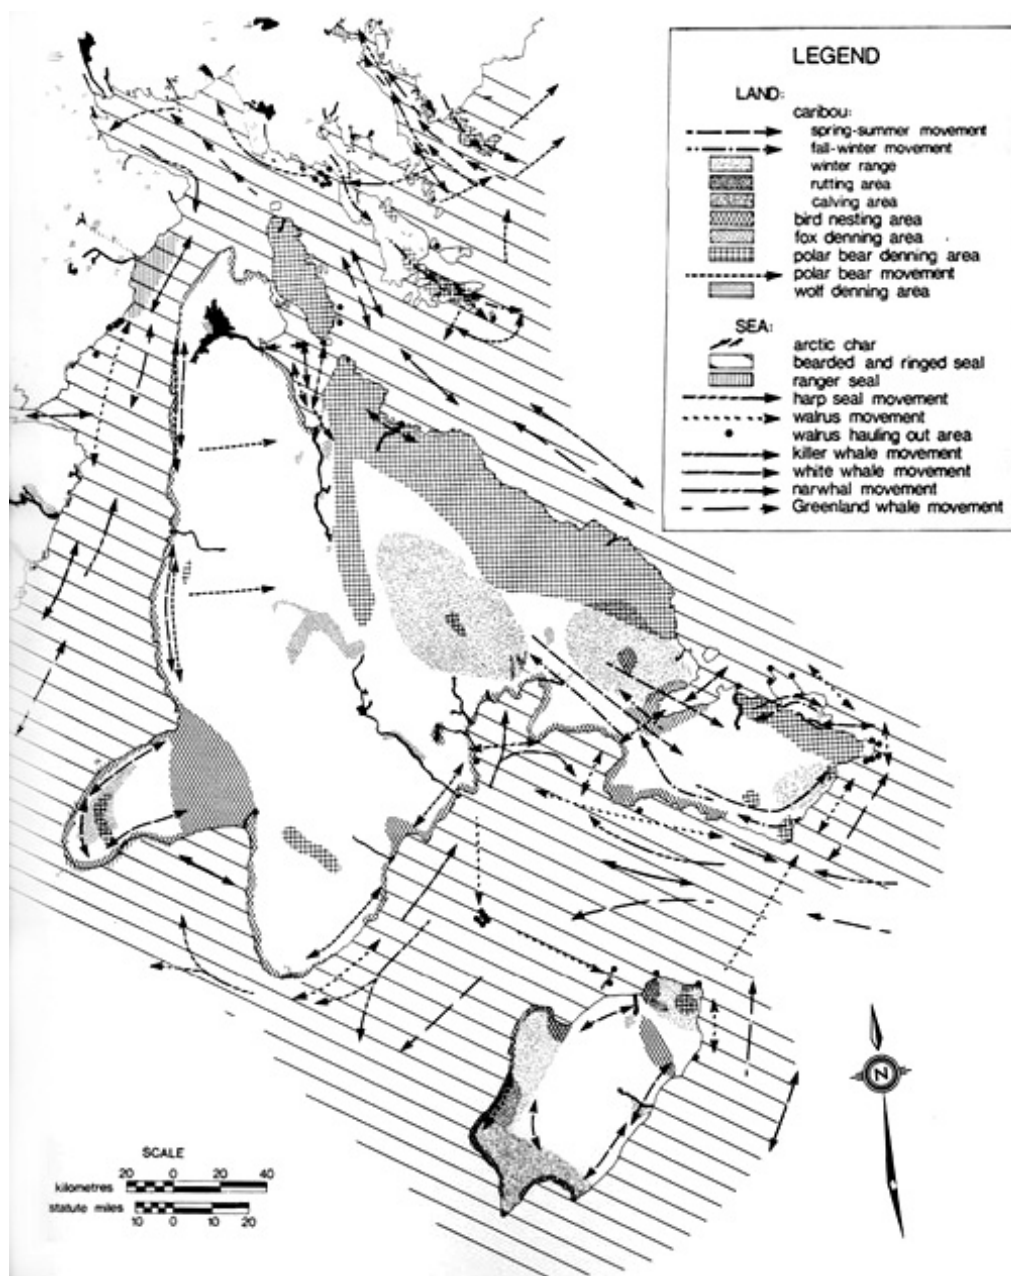 LEGEND
LAND:
caribou:
spring-summer movement
fall-winter movement
winter range
rutting area
calving area
bird nesting area
fox denning area
polar bear denning area
polar bear movement
wolf denning area
SEA:
arctic char
bearded and ringed seal
ranger seal
harp seal movement
walrus movement
walrus hauling out area
killer whale movement
white whale movement
narwhal movement
Greenland whale movement
A
N
SCALE
20 0 20 40
kilometres
statute miles
10 0 10 20